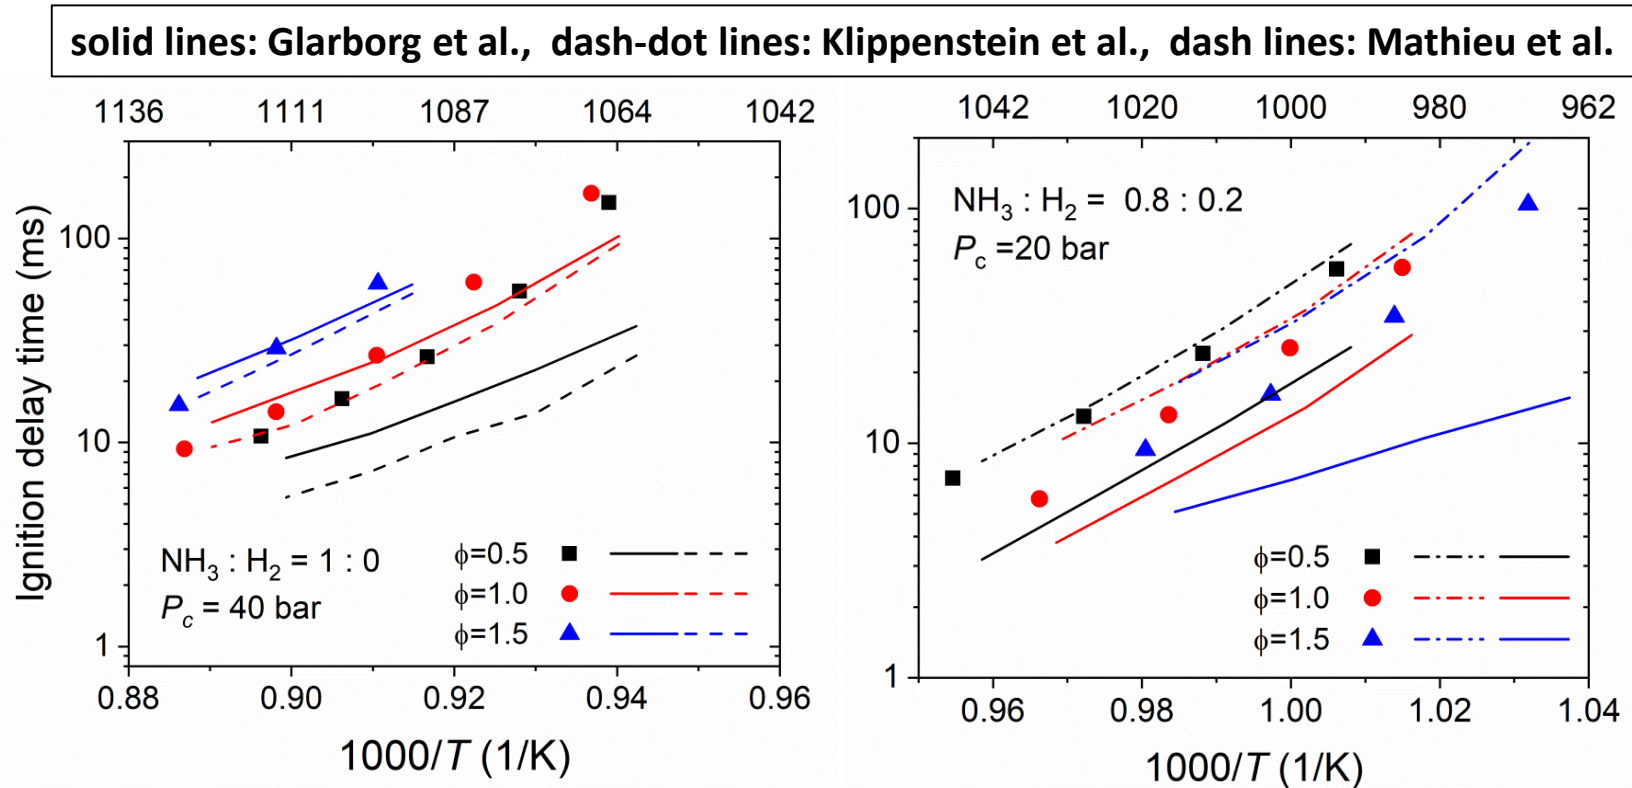 solid lines: Glarborg et al., dash-dot lines: Klippenstein et al., dash lines: Mathieu et al.
1136 1111 1087 1064 1042
Ignition delay time (ms)
100
10
1
NH₃ : H₂ = 1 : 0
P_c = 40 bar
ϕ=0.5
ϕ=1.0
ϕ=1.5
0.88 0.90 0.92 0.94 0.96
1000/T (1/K)
1042 1020 1000 980 962
100
10
1
NH₃ : H₂ = 0.8 : 0.2
P_c =20 bar
ϕ=0.5
ϕ=1.0
ϕ=1.5
0.96 0.98 1.00 1.02 1.04
1000/T (1/K)